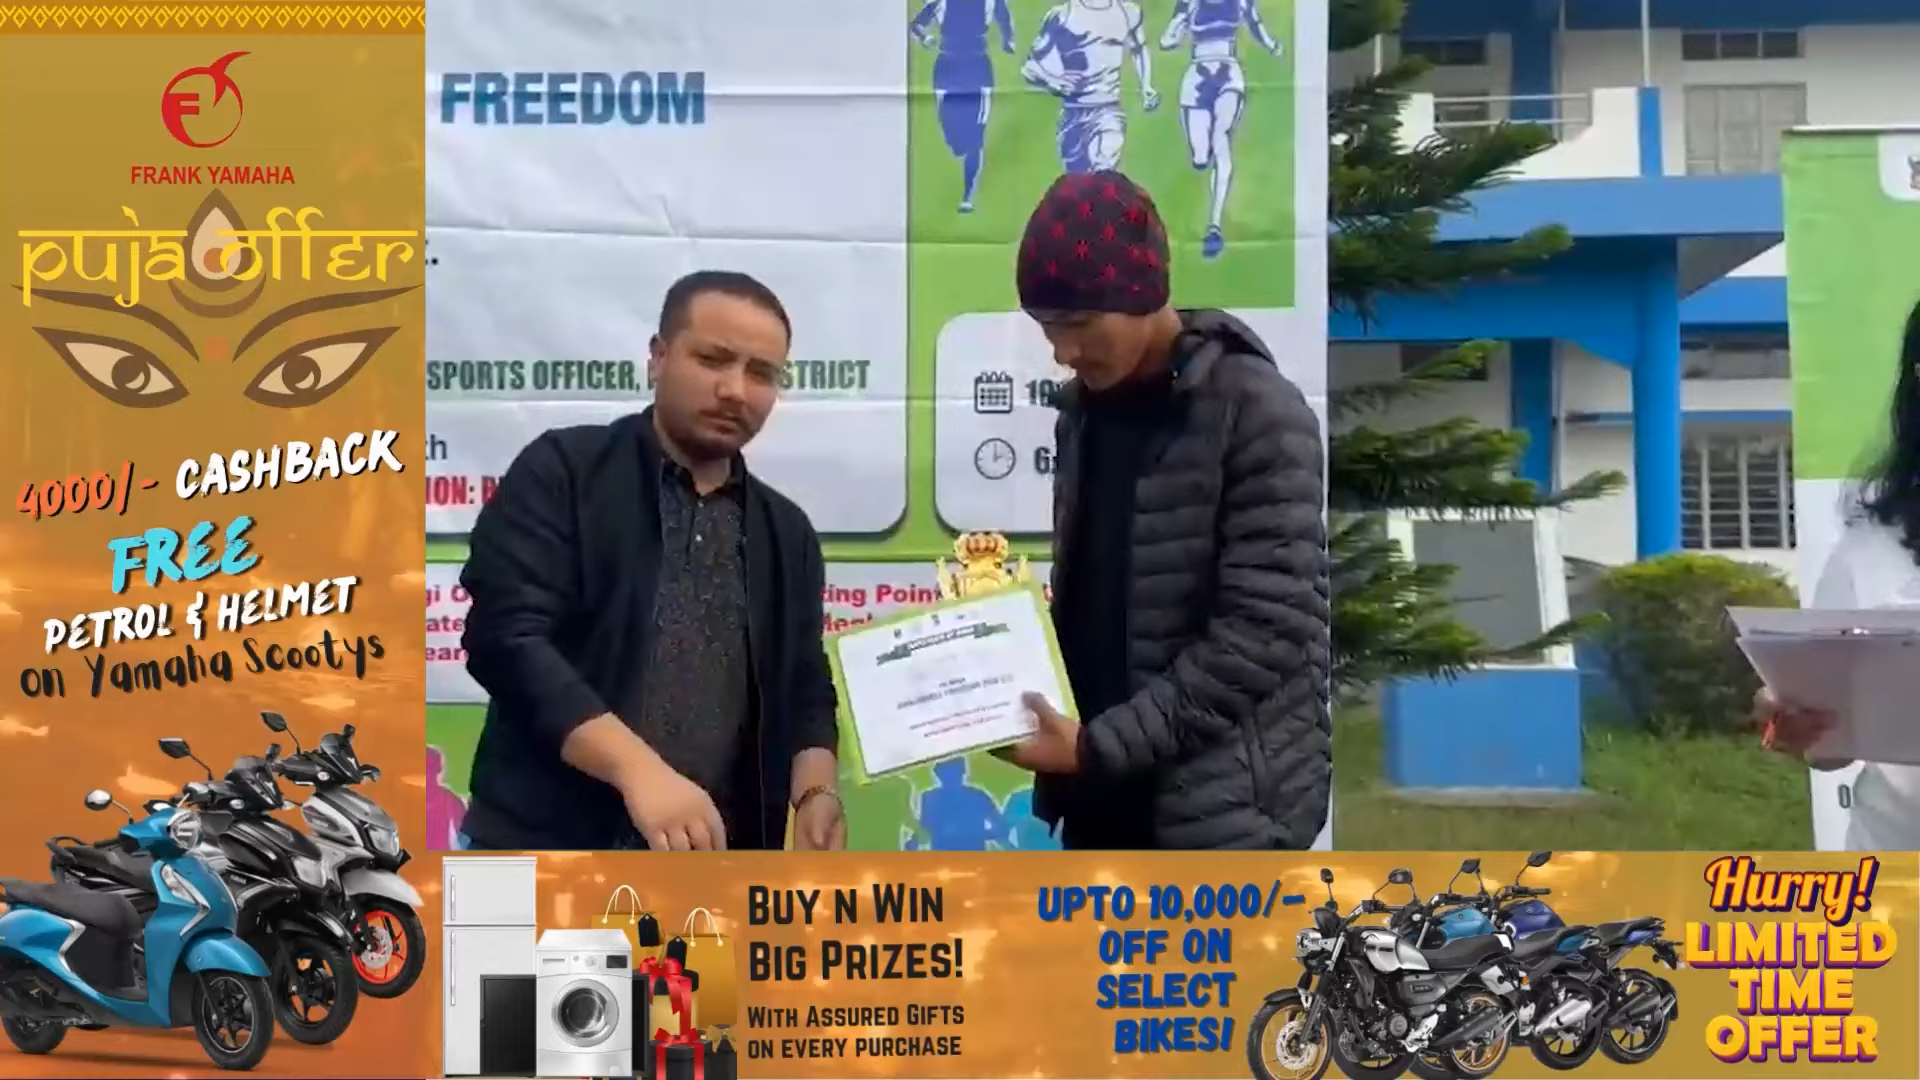 FRANK YAMAHA
puja offer
4000/- CASHBACK
FREE
PETROL & HELMET
on Yamaha Scootys
FREEDOM
SPORTS OFFICER,
STRICT
6
ION:
ting Point
BUY N WIN
BIG PRIZES!
WITH ASSURED GIFTS
ON EVERY PURCHASE
UPTO 10,000/-
OFF ON
SELECT
BIKES!
Hurry!
LIMITED
TIME
OFFER